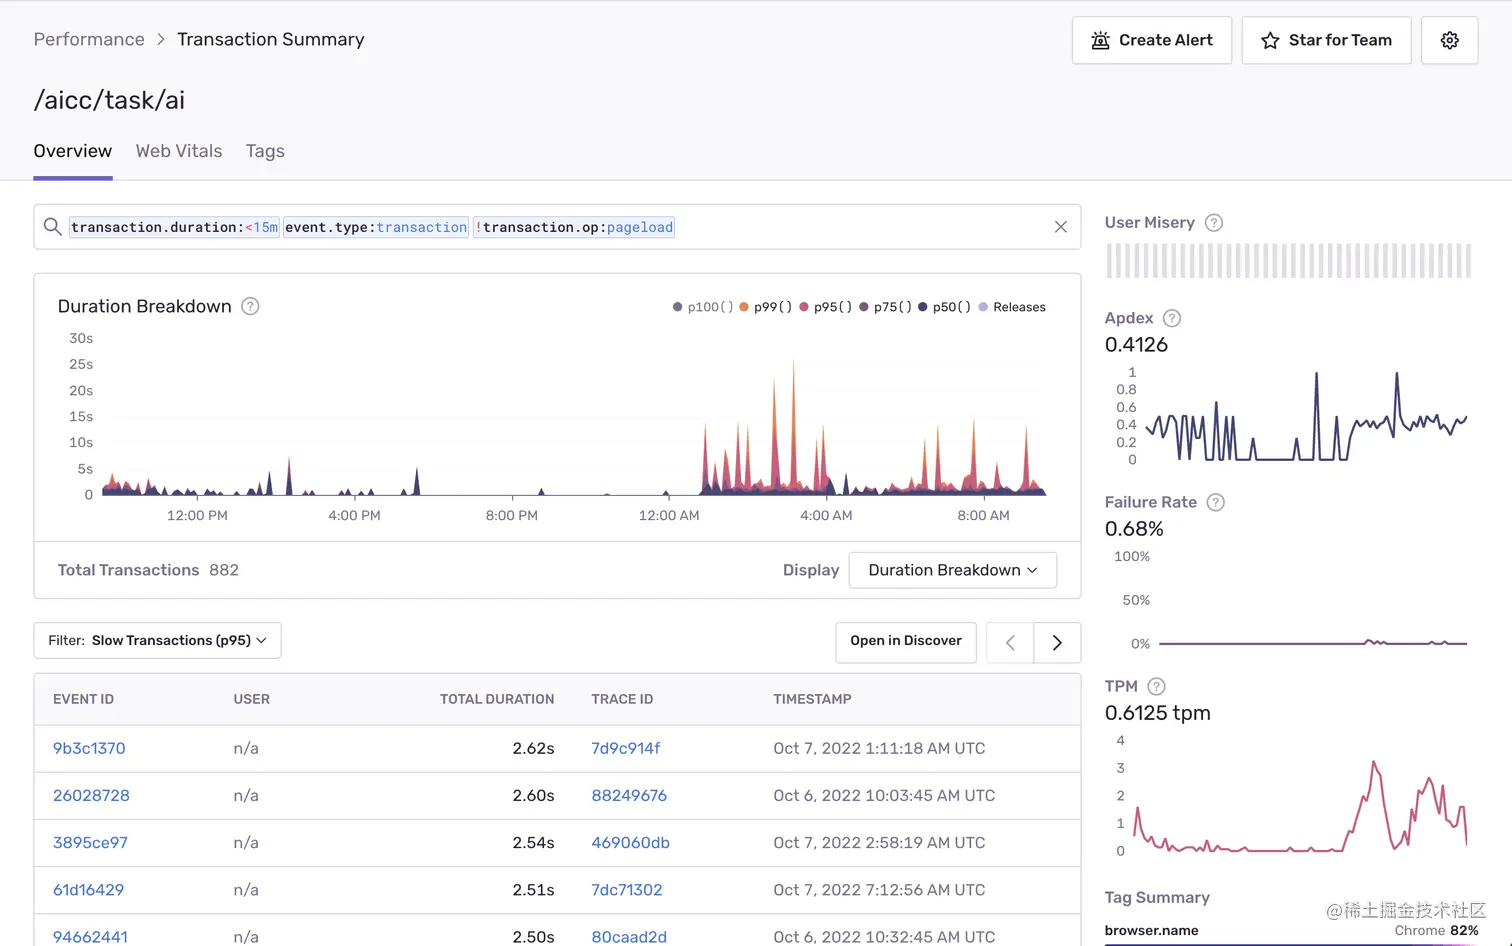 Performance > Transaction Summary
Create Alert
Star for Team
/aicc/task/ai
Overview
Web Vitals
Tags
transaction.duration:<15m event.type:transaction !transaction.op:pageload
Duration Breakdown ?
p100() p99() p95() p75() p50() Releases
30s
25s
20s
15s
10s
5s
0
12:00 PM 4:00 PM 8:00 PM 12:00 AM 4:00 AM 8:00 AM
Total Transactions 882
Display Duration Breakdown
Filter: Slow Transactions (p95)
Open in Discover
EVENT ID USER TOTAL DURATION TRACE ID TIMESTAMP
9b3c1370 n/a 2.62s 7d9c914f Oct 7, 2022 1:11:18 AM UTC
26028728 n/a 2.60s 88249676 Oct 6, 2022 10:03:45 AM UTC
3895ce97 n/a 2.54s 469060db Oct 7, 2022 2:58:19 AM UTC
61d16429 n/a 2.51s 7dc71302 Oct 7, 2022 7:12:56 AM UTC
94662441 n/a 2.50s 80caad2d Oct 6, 2022 10:32:45 AM UTC
User Misery ?
Apdex ?
0.4126
1
0.8
0.6
0.4
0.2
0
Failure Rate ?
0.68%
100%
50%
0%
TPM ?
0.6125 tpm
4
3
2
1
0
Tag Summary
@稀土掘金技术社区
browser.name Chrome 82%